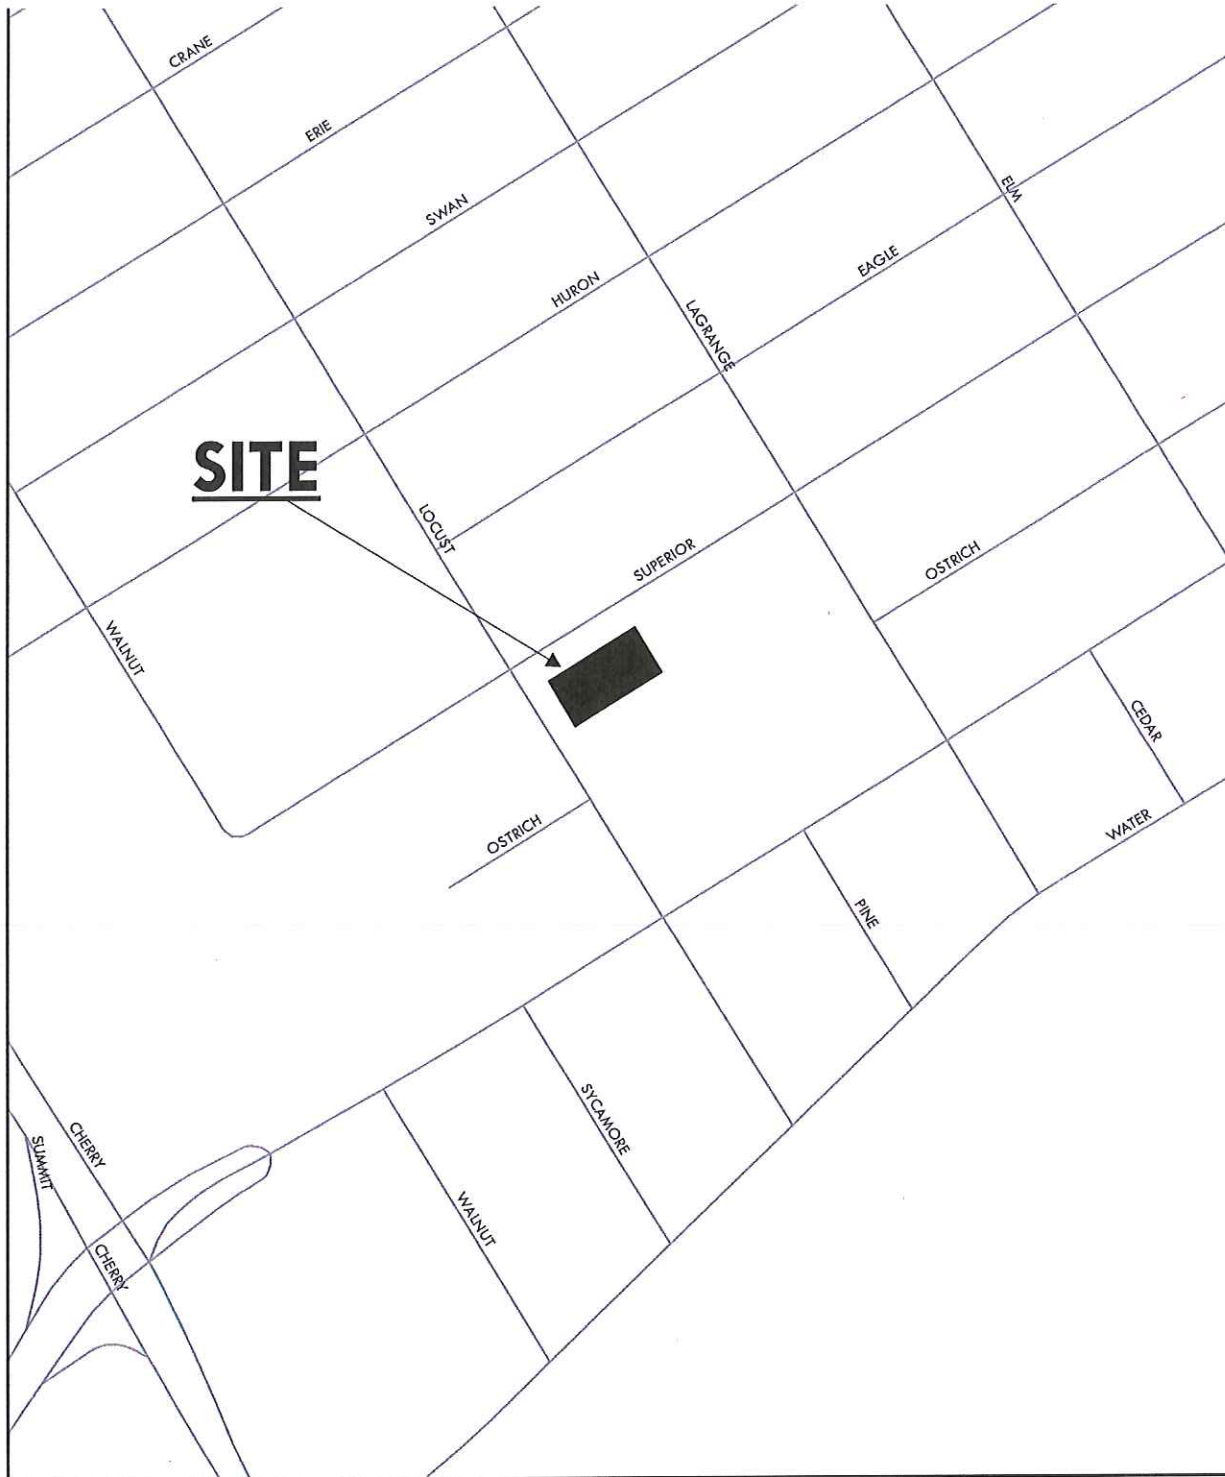 CRANE
ERIE
SWAN
ELM
EAGLE
HURON
LAGRANGE
SITE
LOCUST
SUPERIOR
OSTRICH
WALNUT
CEDAR
WATER
OSTRICH
PINE
SYCAMORE
CHERRY
SUMMIT
WALNUT
CHERRY